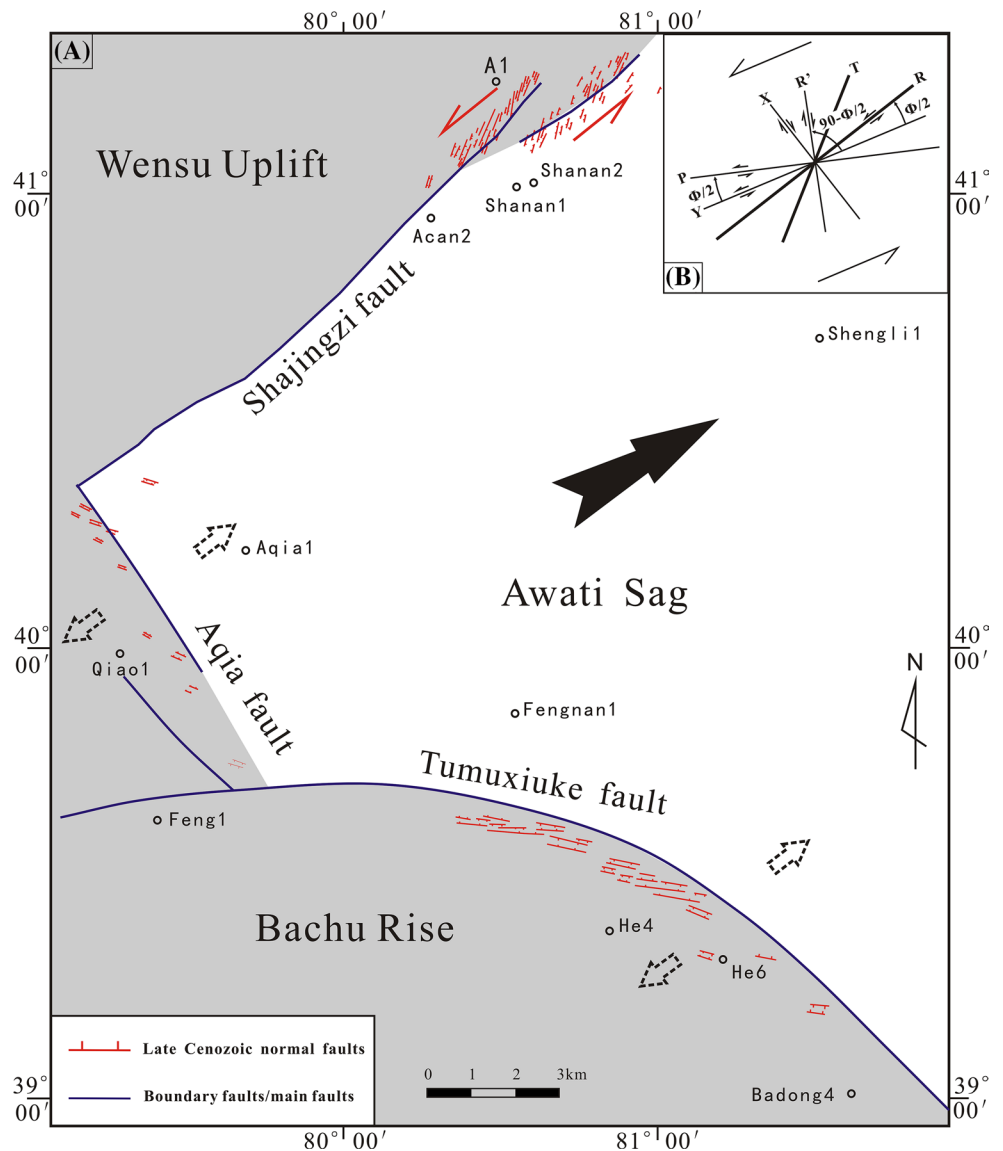 80° 00′
81° 00′
(A)
A1
Wensu Uplift
Shanan2
Shanan1
Acan2
41°
00′
41°
00′
T
R'
R
X
90-Φ/2
Φ/2
P
Φ/2
Y
(B)
Shajingzi fault
Shengli1
Aqia1
Awati Sag
40°
00′
40°
00′
Qiao1
Aqia fault
N
Fengnan1
Tumuxiuke fault
Feng1
Bachu Rise
He4
He6
Late Cenozoic normal faults
Boundary faults/main faults
0 1 2 3km
Badong4
39°
00′
39°
00′
80° 00′
81° 00′